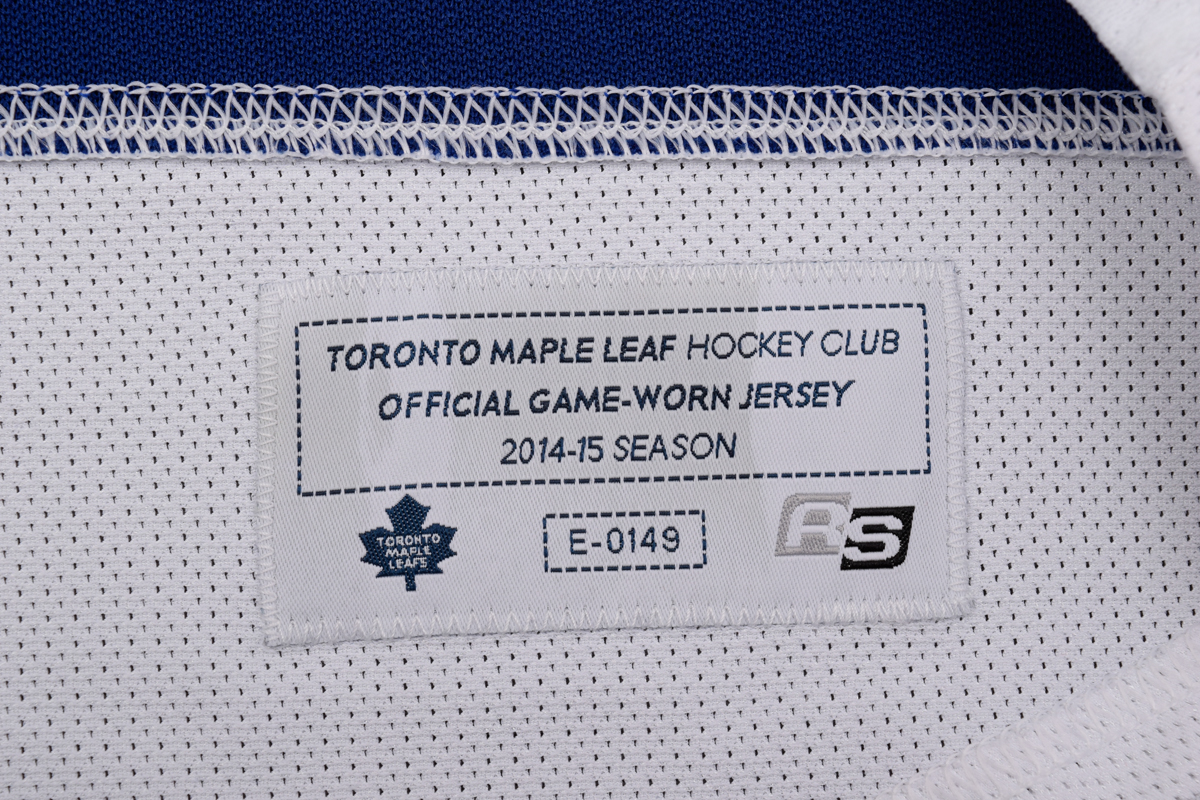 TORONTO MAPLE LEAF HOCKEY CLUB
OFFICIAL GAME-WORN JERSEY
2014-15 SEASON
TORONTO
MAPLE
LEAFS
E-0149
RS